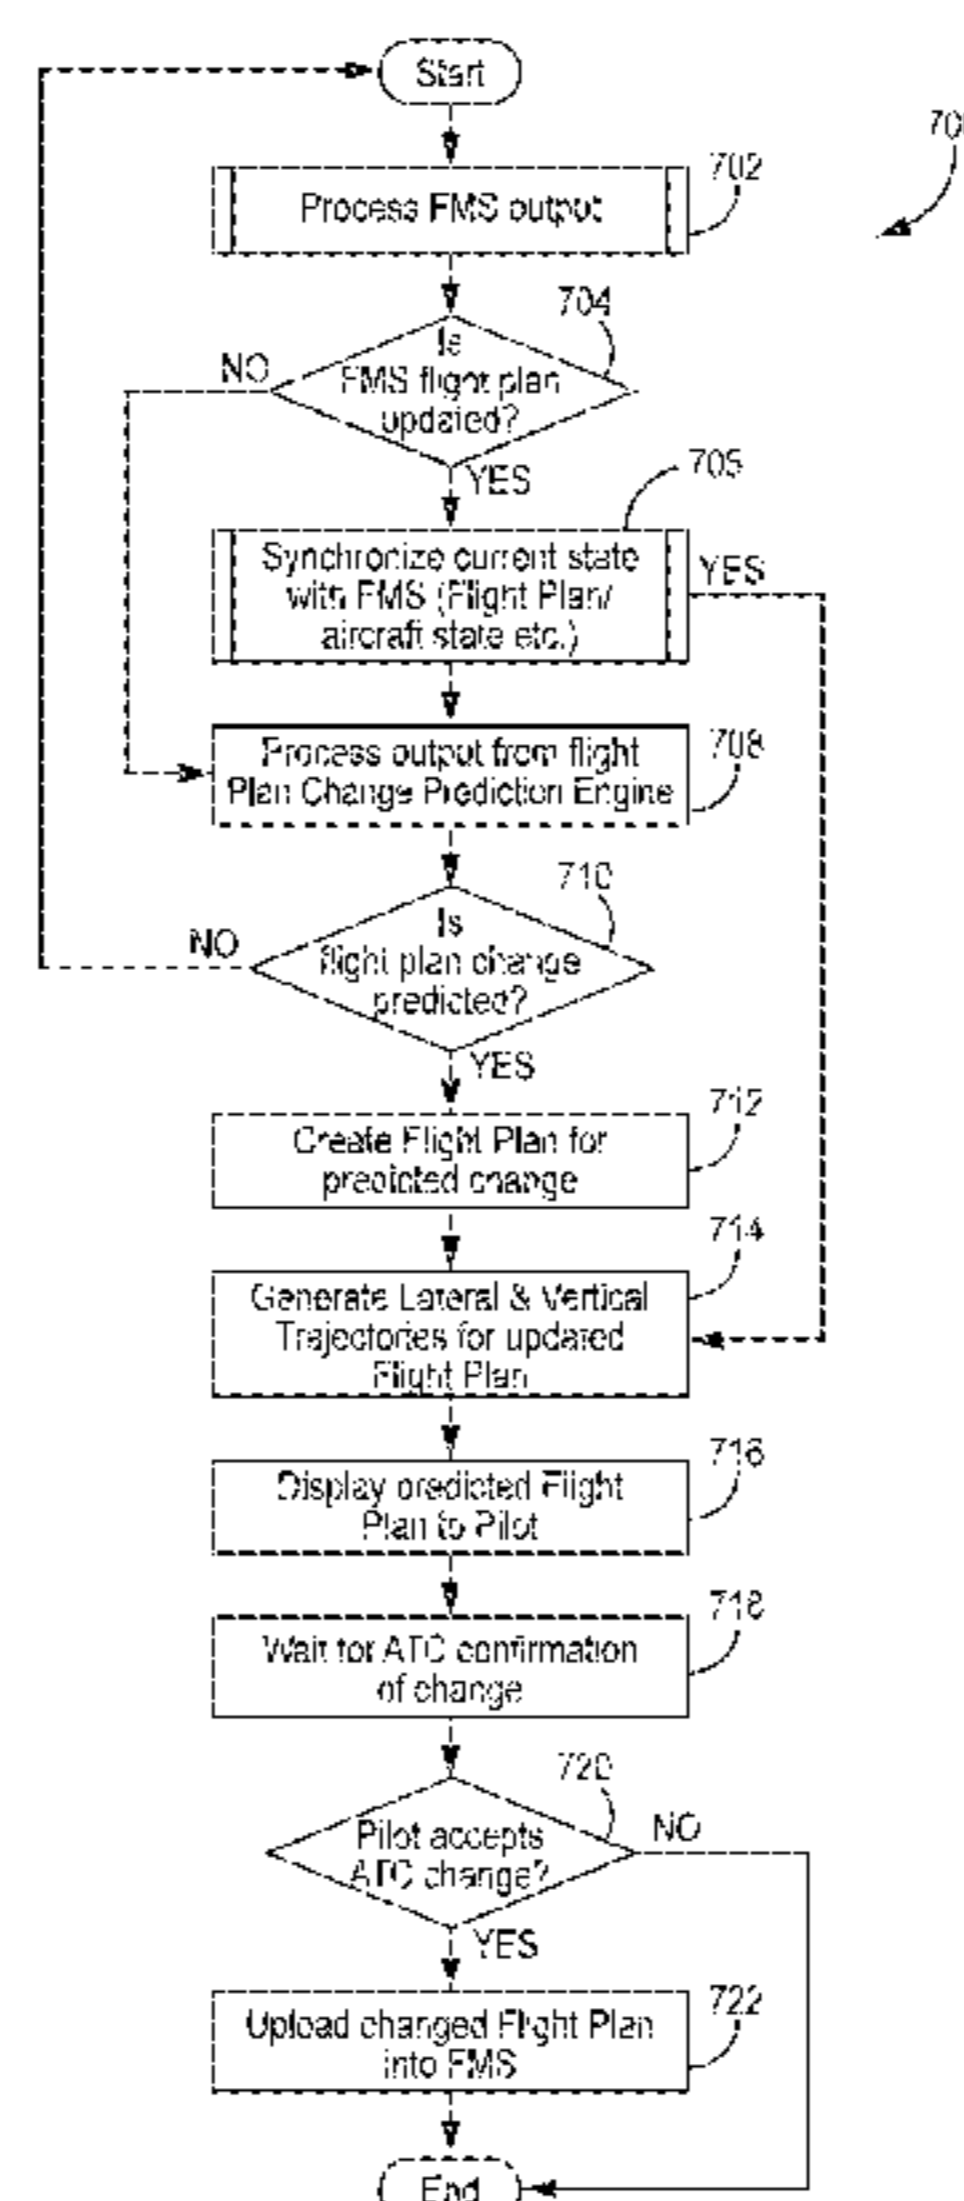 Start
70
702
Process FMS output
704
Is
FMS flight plan
updated?
NO
YES
706
Synchronize current state
with FMS (Flight Plan/
aircraft state etc.)
YES
708
Process output from flight
Plan Change Prediction Engine
710
Is
flight plan change
predicted?
NO
YES
712
Create Flight Plan for
predicted change
714
Generate Lateral & Vertical
Trajectories for updated
Flight Plan
716
Display predicted Flight
Plan to Pilot
718
Wait for ATC confirmation
of change
720
Pilot accepts
ATC change?
NO
YES
722
Upload changed Flight Plan
into FMS
End